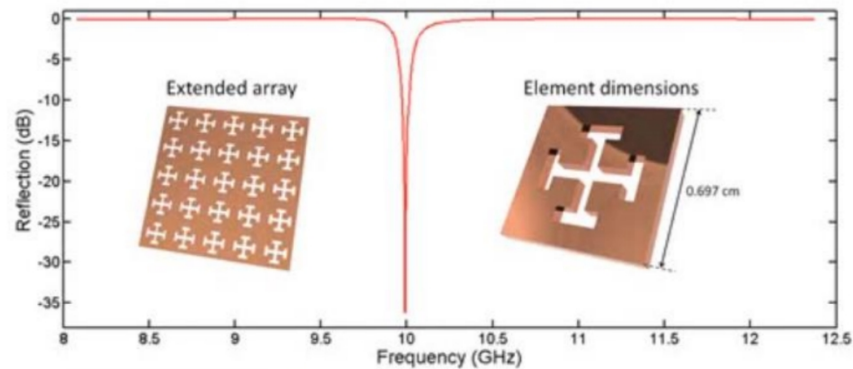 0
-5
-10
-15
-20
-25
-30
-35
Reflection (dB)
Extended array
Element dimensions
0.697 cm
8 8.5 9 9.5 10 10.5 11 11.5 12 12.5
Frequency (GHz)